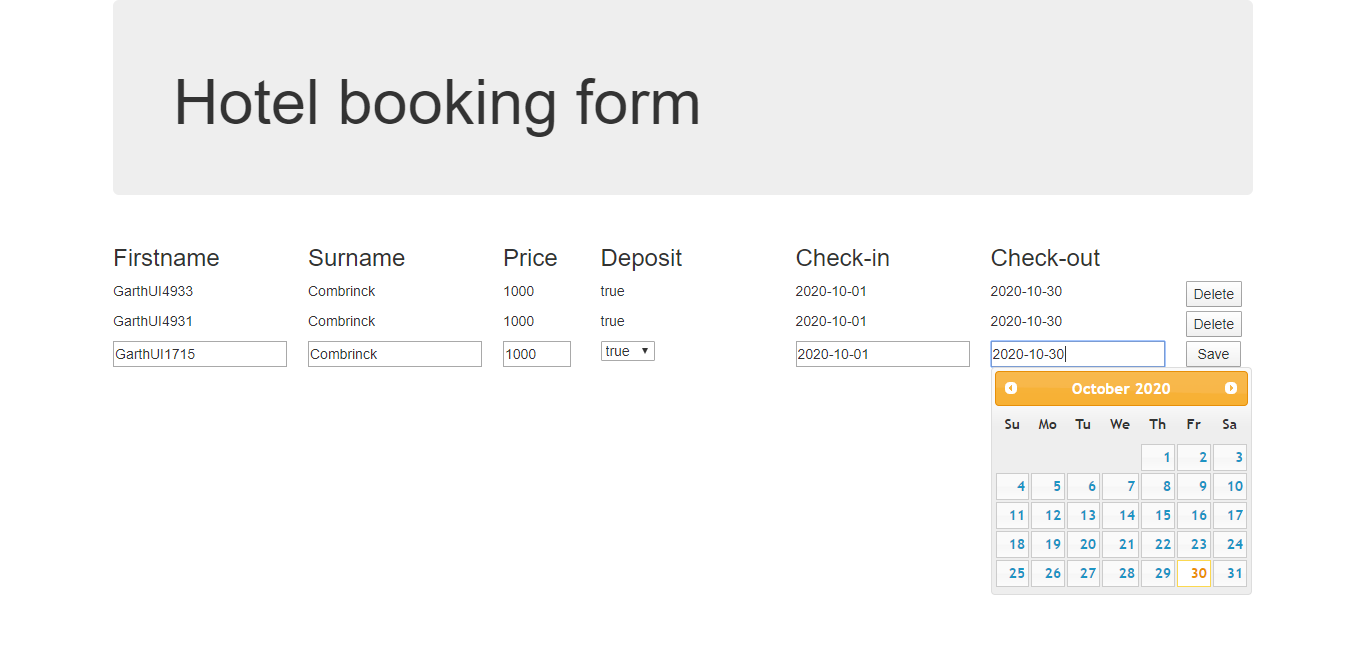 Hotel booking form
Firstname Surname Price Deposit Check-in Check-out
GarthUI4933 Combrinck 1000 true 2020-10-01 2020-10-30 Delete
GarthUI4931 Combrinck 1000 true 2020-10-01 2020-10-30 Delete
GarthUI1715 Combrinck 1000 true 2020-10-01 2020-10-30 Save
October 2020
Su Mo Tu We Th Fr Sa
1 2 3
4 5 6 7 8 9 10
11 12 13 14 15 16 17
18 19 20 21 22 23 24
25 26 27 28 29 30 31